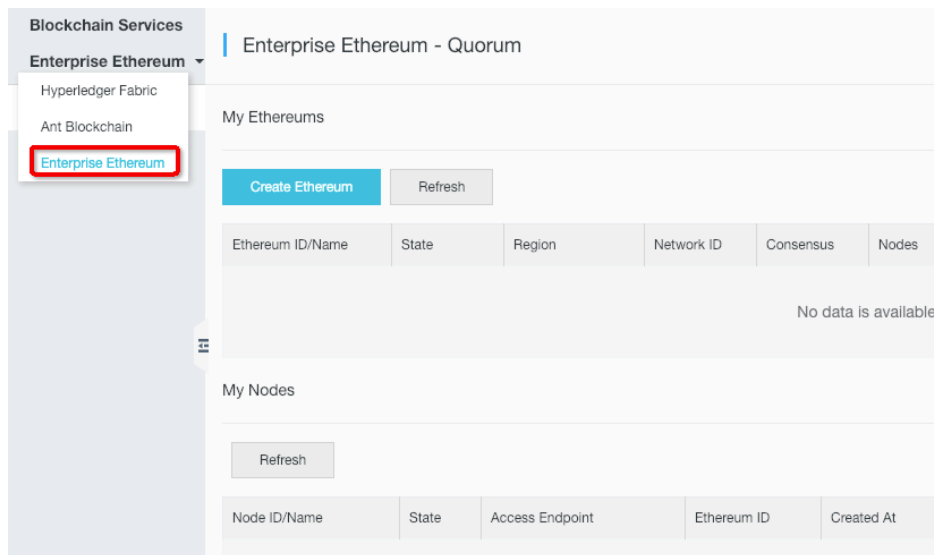 Blockchain Services
Enterprise Ethereum
Hyperledger Fabric
Ant Blockchain
Enterprise Ethereum
Enterprise Ethereum - Quorum
My Ethereums
Create Ethereum Refresh
Ethereum ID/Name State Region Network ID Consensus Nodes
No data is available
My Nodes
Refresh
Node ID/Name State Access Endpoint Ethereum ID Created At